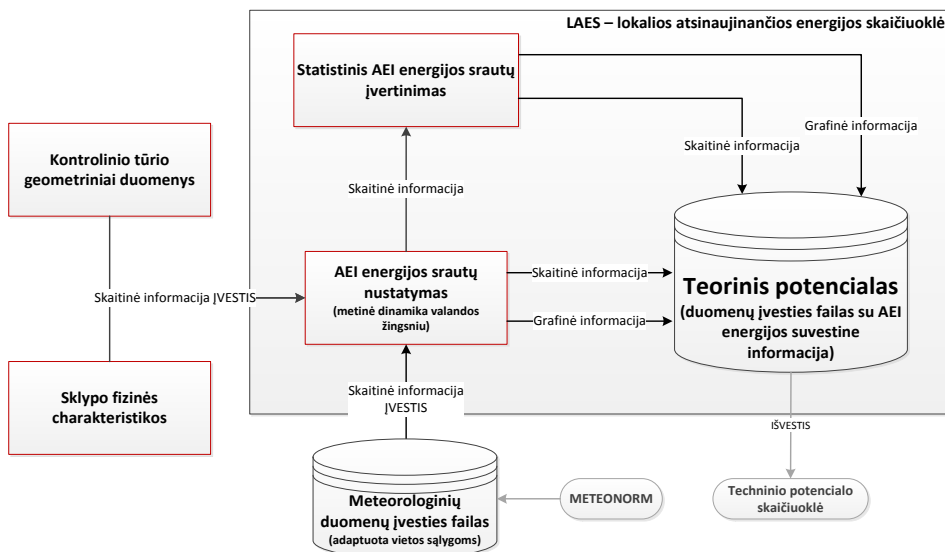 LAES – lokalios atsinaujinančios energijos skaičiuoklė
Statistinis AEI energijos srautų
įvertinimas
Grafinė informacija
Skaitinė informacija
Kontrolinio tūrio
geometriniai duomenys
Skaitinė informacija
AEI energijos srautų
nustatymas
(metinė dinamika valandos
žingsniu)
Skaitinė informacija
Grafinė informacija
Teorinis potencialas
(duomenų įvesties failas su AEI
energijos suvestine
informacija)
Skaitinė informacija ĮVESTIS
Sklypo fizinės
charakteristikos
Skaitinė informacija
ĮVESTIS
IŠVESTIS
Meteorologinių
duomenų įvesties failas
(adaptuota vietos sąlygoms)
METEONORM
Techninio potencialo
skaičiuoklė